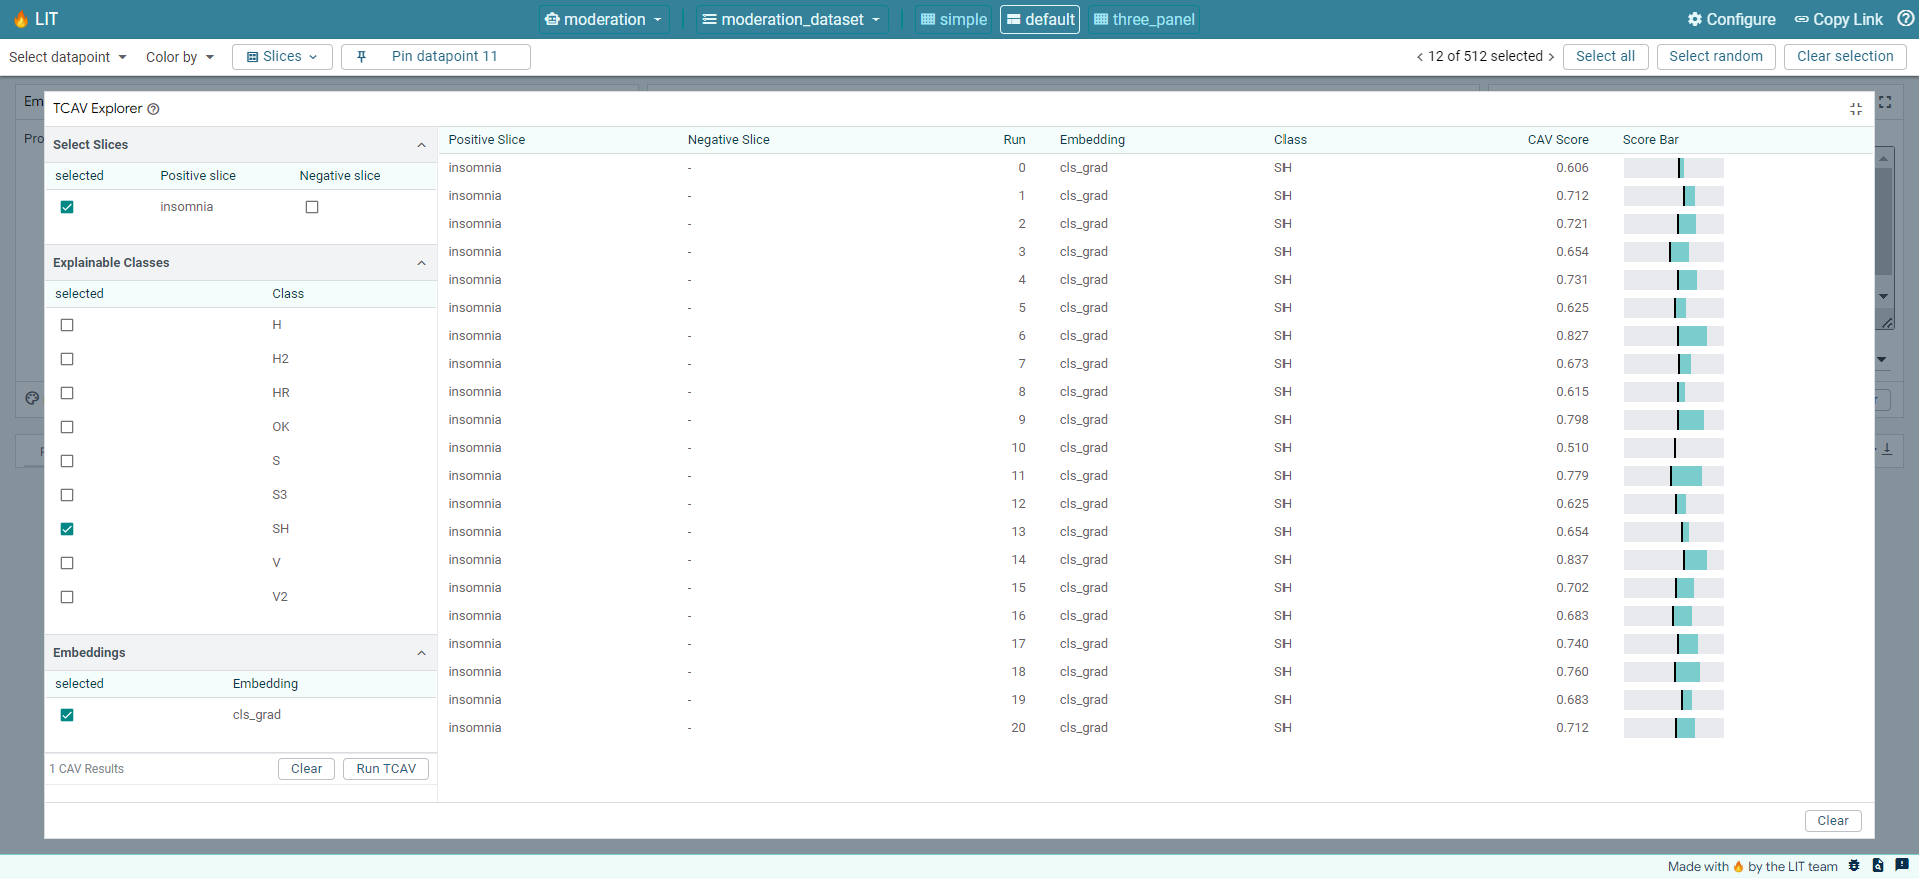 LIT
moderation
moderation_dataset
simple
default
three_panel
Configure
Copy Link
Select datapoint
Color by
Slices
Pin datapoint 11
12 of 512 selected
Select all
Select random
Clear selection
Em
TCAV Explorer
Pro
Select Slices
selected Positive slice Negative slice
insomnia
Explainable Classes
selected Class
H
H2
HR
OK
S
S3
SH
V
V2
Embeddings
selected Embedding
cls_grad
1 CAV Results
Clear
Run TCAV
Positive Slice Negative Slice Run Embedding Class CAV Score Score Bar
insomnia - 0 cls_grad SH 0.606
insomnia - 1 cls_grad SH 0.712
insomnia - 2 cls_grad SH 0.721
insomnia - 3 cls_grad SH 0.654
insomnia - 4 cls_grad SH 0.731
insomnia - 5 cls_grad SH 0.625
insomnia - 6 cls_grad SH 0.827
insomnia - 7 cls_grad SH 0.673
insomnia - 8 cls_grad SH 0.615
insomnia - 9 cls_grad SH 0.798
insomnia - 10 cls_grad SH 0.510
insomnia - 11 cls_grad SH 0.779
insomnia - 12 cls_grad SH 0.625
insomnia - 13 cls_grad SH 0.654
insomnia - 14 cls_grad SH 0.837
insomnia - 15 cls_grad SH 0.702
insomnia - 16 cls_grad SH 0.683
insomnia - 17 cls_grad SH 0.740
insomnia - 18 cls_grad SH 0.760
insomnia - 19 cls_grad SH 0.683
insomnia - 20 cls_grad SH 0.712
Clear
Made with 🔥 by the LIT team